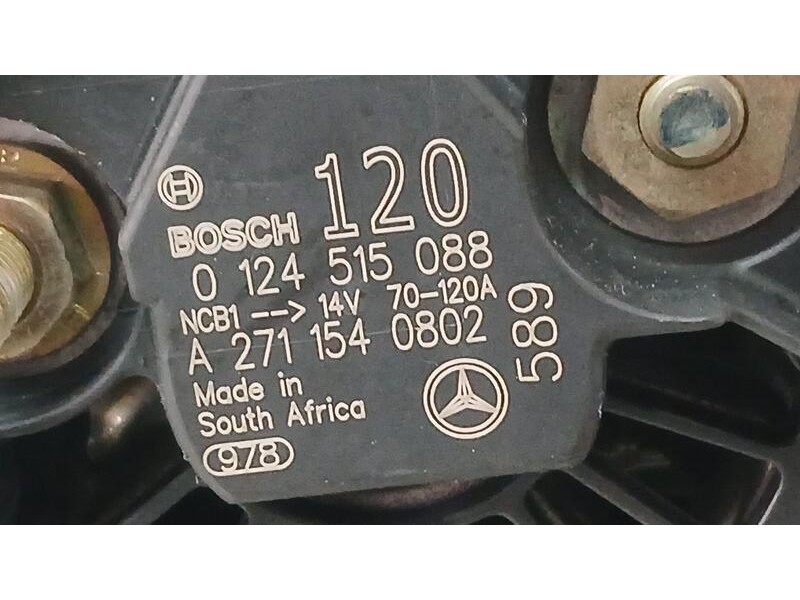 120
BOSCH
0 124 515 088
NCB1 --> 14V 70-120A
A 271 154 0802
589
Made in
South Africa
978